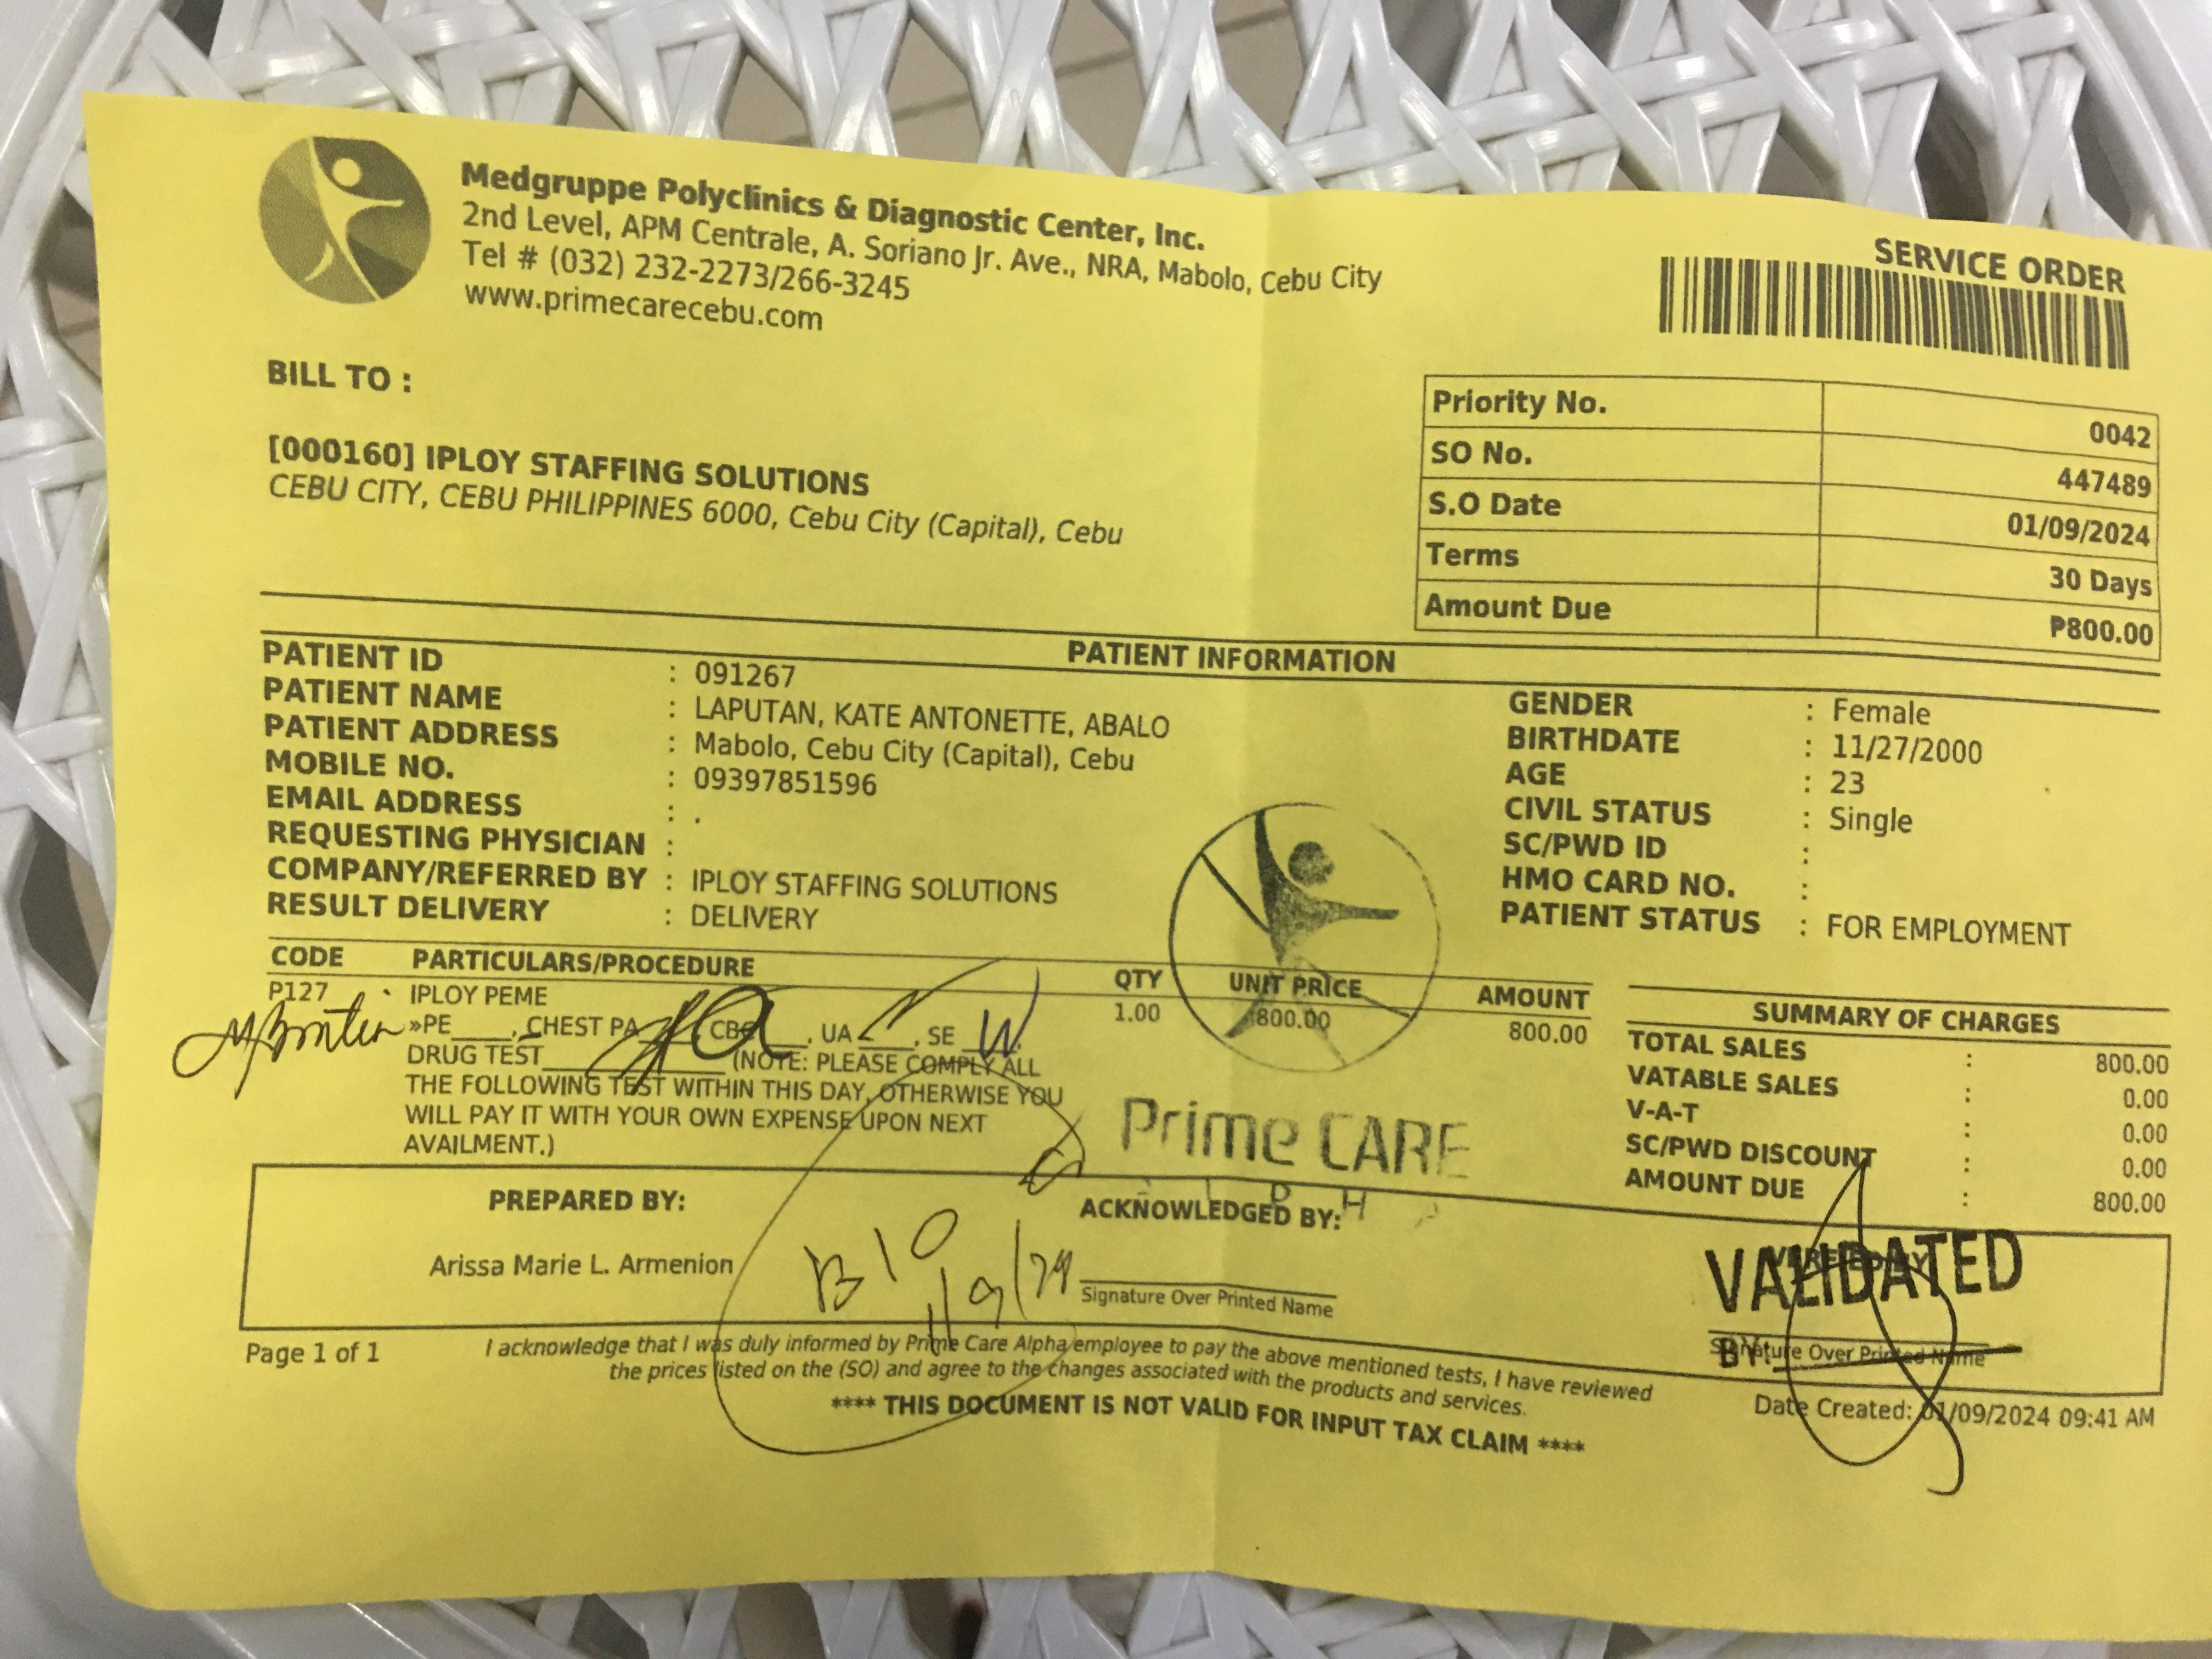 Medgruppe Polyclinics & Diagnostic Center, Inc.
2nd Level, APM Centrale, A. Soriano Jr. Ave., NRA, Mabolo, Cebu City
Tel # (032) 232-2273/266-3245
www.primecarecebu.com
SERVICE ORDER
BILL TO :
[000160] IPLOY STAFFING SOLUTIONS
CEBU CITY, CEBU PHILIPPINES 6000, Cebu City (Capital), Cebu
Priority No. 0042
SO No. 447489
S.O Date 01/09/2024
Terms 30 Days
Amount Due ₱800.00
PATIENT INFORMATION
PATIENT ID : 091267
PATIENT NAME : LAPUTAN, KATE ANTONETTE, ABALO
PATIENT ADDRESS : Mabolo, Cebu City (Capital), Cebu
MOBILE NO. : 09397851596
EMAIL ADDRESS : .
REQUESTING PHYSICIAN :
COMPANY/REFERRED BY : IPLOY STAFFING SOLUTIONS
RESULT DELIVERY : DELIVERY
GENDER : Female
BIRTHDATE : 11/27/2000
AGE : 23
CIVIL STATUS : Single
SC/PWD ID :
HMO CARD NO. :
PATIENT STATUS : FOR EMPLOYMENT
CODE PARTICULARS/PROCEDURE QTY UNIT PRICE AMOUNT
P127 IPLOY PEME 1.00 800.00 800.00
»PE____, CHEST PA____, CBC____, UA____, SE____,
DRUG TEST____ (NOTE: PLEASE COMPLY ALL
THE FOLLOWING TEST WITHIN THIS DAY, OTHERWISE YOU
WILL PAY IT WITH YOUR OWN EXPENSE UPON NEXT
AVAILMENT.)
SUMMARY OF CHARGES
TOTAL SALES : 800.00
VATABLE SALES : 0.00
V-A-T : 0.00
SC/PWD DISCOUNT : 0.00
AMOUNT DUE : 800.00
Prime CARE
PREPARED BY:
Arissa Marie L. Armenion
B10
1/9/24
ACKNOWLEDGED BY:
Signature Over Printed Name
VALIDATED
BY:
Signature Over Printed Name
Page 1 of 1
I acknowledge that I was duly informed by Prime Care Alpha employee to pay the above mentioned tests, I have reviewed
the prices listed on the (SO) and agree to the changes associated with the products and services.
**** THIS DOCUMENT IS NOT VALID FOR INPUT TAX CLAIM ****
Date Created: 01/09/2024 09:41 AM